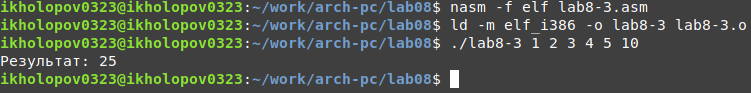 ikholopov0323@ikholopov0323:~/work/arch-pc/lab08$ nasm -f elf lab8-3.asm
ikholopov0323@ikholopov0323:~/work/arch-pc/lab08$ ld -m elf_i386 -o lab8-3 lab8-3.o
ikholopov0323@ikholopov0323:~/work/arch-pc/lab08$ ./lab8-3 1 2 3 4 5 10
Результат: 25
ikholopov0323@ikholopov0323:~/work/arch-pc/lab08$